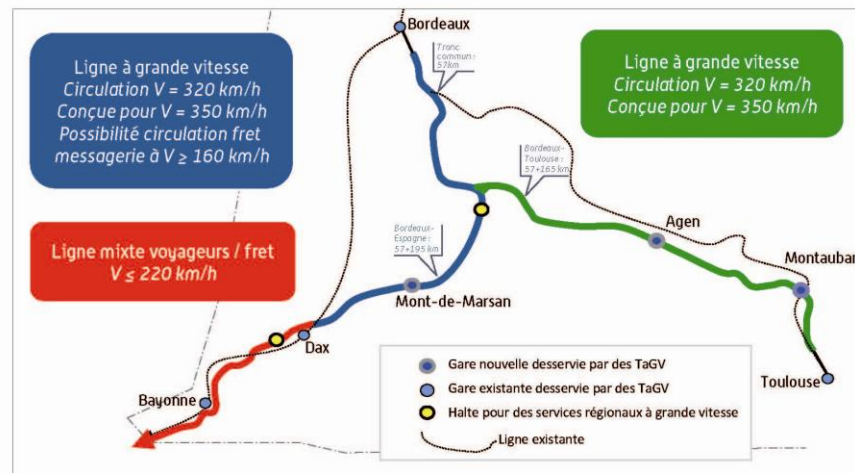 Bordeaux
Ligne à grande vitesse
Circulation V = 320 km/h
Conçue pour V = 350 km/h
Possibilité circulation fret
messagerie à V ≥ 160 km/h
Tronc
commun :
57km
Ligne à grande vitesse
Circulation V = 320 km/h
Conçue pour V = 350 km/h
Bordeaux-
Toulouse :
57+165 km
Bordeaux-
Espagne :
57+195 km
Agen
Montauban
Ligne mixte voyageurs / fret
V ≤ 220 km/h
Mont-de-Marsan
Dax
Bayonne
Toulouse
Gare nouvelle desservie par des TaGV
Gare existante desservie par des TaGV
Halte pour des services régionaux à grande vitesse
Ligne existante